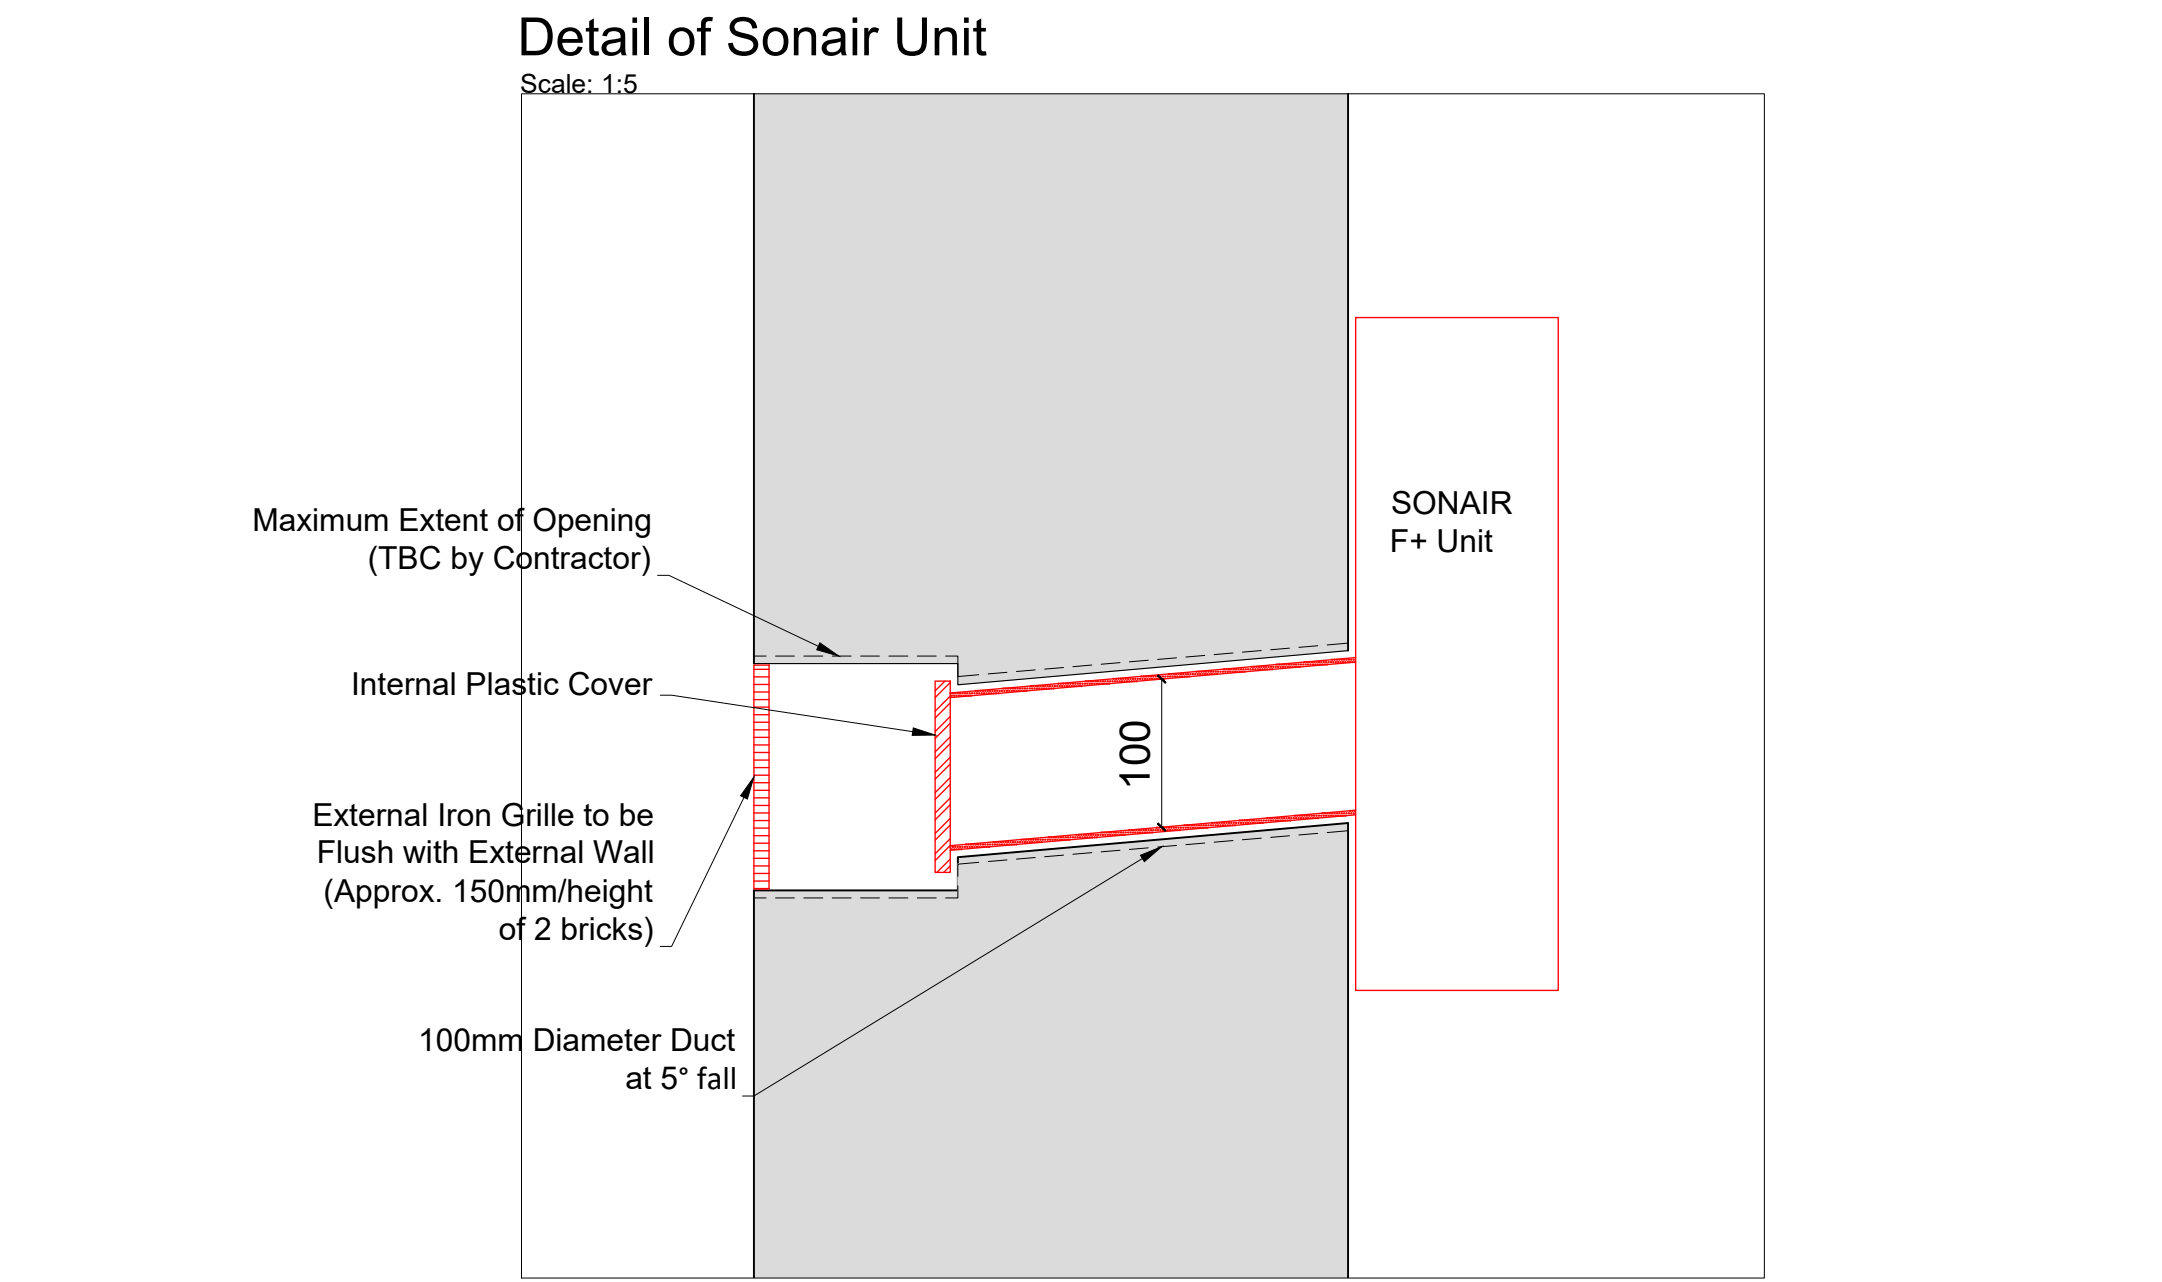 Detail of Sonair Unit
Scale: 1:5
SONAIR
F+ Unit
Maximum Extent of Opening
(TBC by Contractor)
Internal Plastic Cover
100
External Iron Grille to be
Flush with External Wall
(Approx. 150mm/height
of 2 bricks)
100mm Diameter Duct
at 5° fall